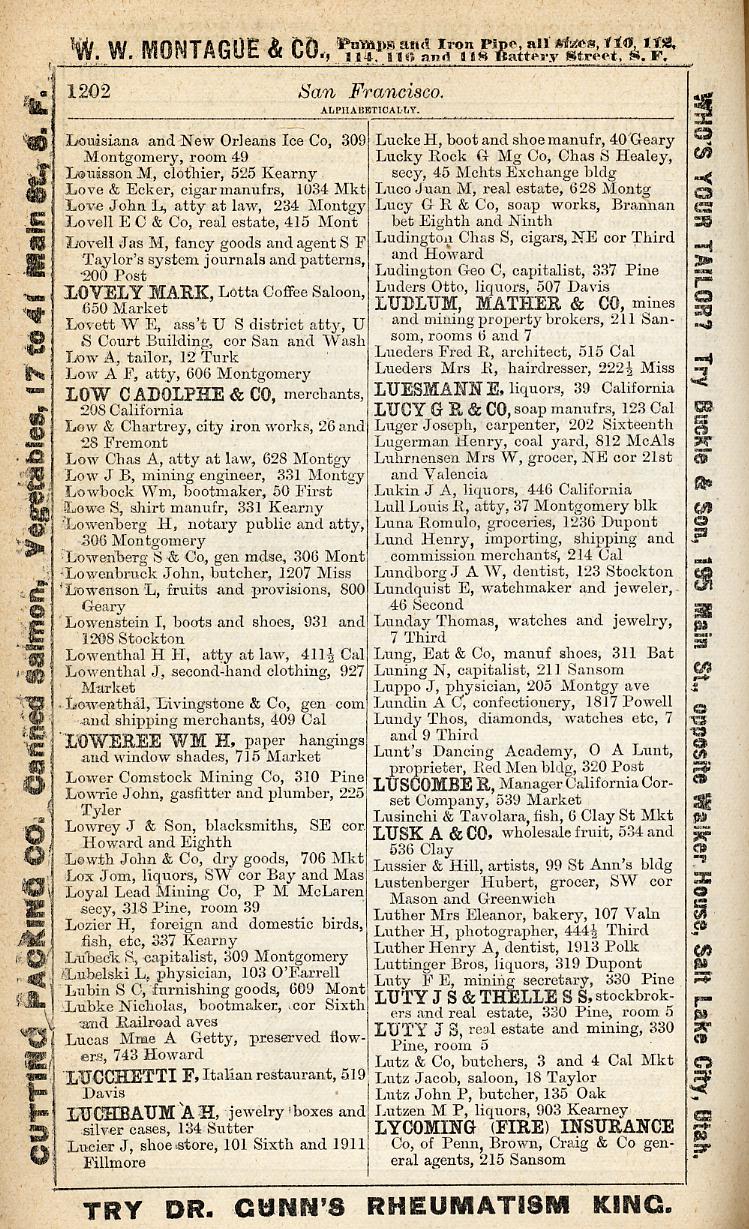 W. W. MONTAGUE & CO., Pumps and Iron Pipe, all sizes, 110, 112,
114, 116 and 118 Battery Street, S. F.
1202
San Francisco.
ALPHABETICALLY.
Louisiana and New Orleans Ice Co, 309
Montgomery, room 49
Louisson M, clothier, 525 Kearny
Love & Ecker, cigar manufrs, 1034 Mkt
Love John L, atty at law, 234 Montgy
Lovell E C & Co, real estate, 415 Mont
Lovell Jas M, fancy goods and agent S F
Taylor's system journals and patterns,
200 Post
LOVELY MARK, Lotta Coffee Saloon,
650 Market
Lovett W E, ass't U S district atty, U
S Court Building, cor San and Wash
Low A, tailor, 12 Turk
Low A F, atty, 606 Montgomery
LOW C ADOLPHE & CO, merchants,
208 California
Low & Chartrey, city iron works, 26 and
28 Fremont
Low Chas A, atty at law, 628 Montgy
Low J B, mining engineer, 331 Montgy
Lowbock Wm, bootmaker, 50 First
Lowe S, shirt manufr, 331 Kearny
Lowenberg H, notary public and atty,
306 Montgomery
Lowenberg S & Co, gen mdse, 306 Mont
Lowenbruck John, butcher, 1207 Miss
Lowenson L, fruits and provisions, 800
Geary
Lowenstein I, boots and shoes, 931 and
1208 Stockton
Lowenthal H H, atty at law, 411½ Cal
Lowenthal J, second-hand clothing, 927
Market
Lowenthal, Livingstone & Co, gen com
and shipping merchants, 409 Cal
LOWEREE WM H, paper hangings
and window shades, 715 Market
Lower Comstock Mining Co, 310 Pine
Lowrie John, gasfitter and plumber, 225
Tyler
Lowrey J & Son, blacksmiths, SE cor
Howard and Eighth
Lowth John & Co, dry goods, 706 Mkt
Lox Jom, liquors, SW cor Bay and Mas
Loyal Lead Mining Co, P M McLaren
secy, 318 Pine, room 39
Lozier H, foreign and domestic birds,
fish, etc, 337 Kearny
Lubeck S, capitalist, 309 Montgomery
Lubelski L, physician, 103 O'Farrell
Lubin S C, furnishing goods, 609 Mont
Lubke Nicholas, bootmaker, cor Sixth
and Railroad aves
Lucas Mme A Getty, preserved flow-
ers, 743 Howard
LUCCHETTI F, Italian restaurant, 519
Davis
LUCHBAUM A H, jewelry boxes and
silver cases, 134 Sutter
Lucier J, shoe store, 101 Sixth and 1911
Fillmore
Lucke H, boot and shoe manufr, 40 Geary
Lucky Rock G Mg Co, Chas S Healey,
secy, 45 Mchts Exchange bldg
Luco Juan M, real estate, 628 Montg
Lucy G R & Co, soap works, Brannan
bet Eighth and Ninth
Ludington Chas S, cigars, NE cor Third
and Howard
Ludington Geo C, capitalist, 337 Pine
Luders Otto, liquors, 507 Davis
LUDLUM, MATHER & CO, mines
and mining property brokers, 211 San-
som, rooms 6 and 7
Lueders Fred R, architect, 515 Cal
Lueders Mrs R, hairdresser, 222½ Miss
LUESMANN E, liquors, 39 California
LUCY G R & CO, soap manufrs, 123 Cal
Luger Joseph, carpenter, 202 Sixteenth
Lugerman Henry, coal yard, 812 McAls
Luhrnensen Mrs W, grocer, NE cor 21st
and Valencia
Lukin J A, liquors, 446 California
Lull Louis R, atty, 37 Montgomery blk
Luna Romulo, groceries, 1236 Dupont
Lund Henry, importing, shipping and
commission merchants, 214 Cal
Lundborg J A W, dentist, 123 Stockton
Lundquist E, watchmaker and jeweler,
46 Second
Lunday Thomas, watches and jewelry,
7 Third
Lung, Eat & Co, manuf shoes, 311 Bat
Luning N, capitalist, 211 Sansom
Luppo J, physician, 205 Montgy ave
Lundin A C, confectionery, 1817 Powell
Lundy Thos, diamonds, watches etc, 7
and 9 Third
Lunt's Dancing Academy, O A Lunt,
proprietor, Red Men bldg, 320 Post
LUSCOMBE R, Manager California Cor-
set Company, 539 Market
Lusinchi & Tavolara, fish, 6 Clay St Mkt
LUSK A & CO, wholesale fruit, 534 and
536 Clay
Lussier & Hill, artists, 99 St Ann's bldg
Lustenberger Hubert, grocer, SW cor
Mason and Greenwich
Luther Mrs Eleanor, bakery, 107 Valn
Luther H, photographer, 444½ Third
Luther Henry A, dentist, 1913 Polk
Luttinger Bros, liquors, 319 Dupont
Luty F E, mining secretary, 330 Pine
LUTY J S & THELLE S S, stockbrok-
ers and real estate, 330 Pine, room 5
LUTY J S, real estate and mining, 330
Pine, room 5
Lutz & Co, butchers, 3 and 4 Cal Mkt
Lutz Jacob, saloon, 18 Taylor
Lutz John P, butcher, 135 Oak
Lutzen M P, liquors, 903 Kearney
LYCOMING (FIRE) INSURANCE
Co, of Penn, Brown, Craig & Co gen-
eral agents, 215 Sansom
CUTTING PACKING CO. Canned Salmon, Vegetables, 17 to 41 Main St., S. F.
WHO'S YOUR TAILOR? Try Buckle & Son, 195 Main St., opposite Walker House, Salt Lake City, Utah.
TRY DR. GUNN'S RHEUMATISM KING.